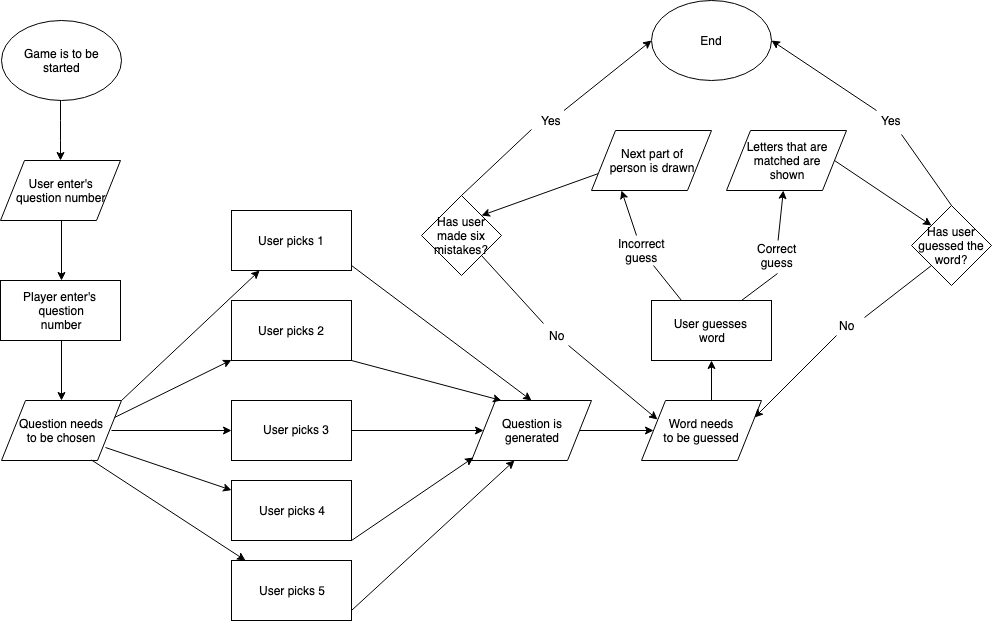 Game is to be
started
User enter's
question number
Player enter's
question
number
Question needs
to be chosen
User picks 1
User picks 2
User picks 3
User picks 4
User picks 5
Question is
generated
Word needs
to be guessed
User guesses
word
Incorrect
guess
Correct
guess
Next part of
person is drawn
Letters that are
matched are
shown
Has user
made six
mistakes?
Has user
guessed the
word?
Yes
No
Yes
No
End